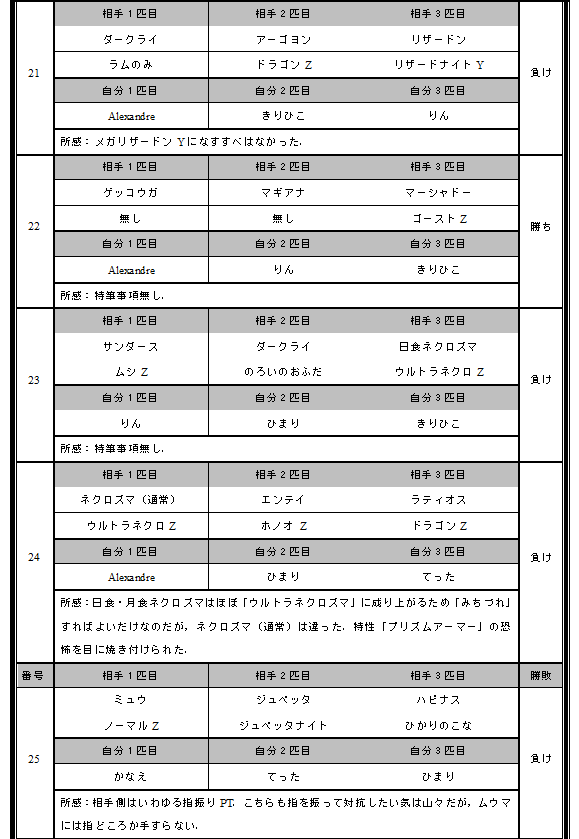 相手１匹目 相手２匹目 相手３匹目
ダークライ アーゴヨン リザードン
ラムのみ ドラゴンＺ リザードナイトＹ
21 負け
自分１匹目 自分２匹目 自分３匹目
Alexandre きりひこ りん
所感：メガリザードンＹになすすべはなかった．
相手１匹目 相手２匹目 相手３匹目
ゲッコウガ マギアナ マーシャドー
無し 無し ゴーストＺ
22 勝ち
自分１匹目 自分２匹目 自分３匹目
Alexandre りん きりひこ
所感：特筆事項無し．
相手１匹目 相手２匹目 相手３匹目
サンダース ダークライ 日食ネクロズマ
ムシＺ のろいのおふだ ウルトラネクロＺ
23 負け
自分１匹目 自分２匹目 自分３匹目
りん ひまり きりひこ
所感：特筆事項無し．
相手１匹目 相手２匹目 相手３匹目
ネクロズマ（通常） エンテイ ラティオス
ウルトラネクロＺ ホノオＺ ドラゴンＺ
24 負け
自分１匹目 自分２匹目 自分３匹目
Alexandre ひまり てった
所感：日食・月食ネクロズマはほぼ「ウルトラネクロズマ」に成り上がるため「みちづれ」
すればよいだけなのだが，ネクロズマ（通常）は違った．特性「プリズムアーマー」の恐
怖を目に焼き付けられた．
番号 相手１匹目 相手２匹目 相手３匹目 勝敗
ミュウ ジュペッタ ハピナス
ノーマルＺ ジュペッタナイト ひかりのこな
25 負け
自分１匹目 自分２匹目 自分３匹目
かなえ てった ひまり
所感：相手側はいわゆる指振りPT．こちらも指を振って対抗したい気は山々だが，ムウマ
には指どころか手すらない．